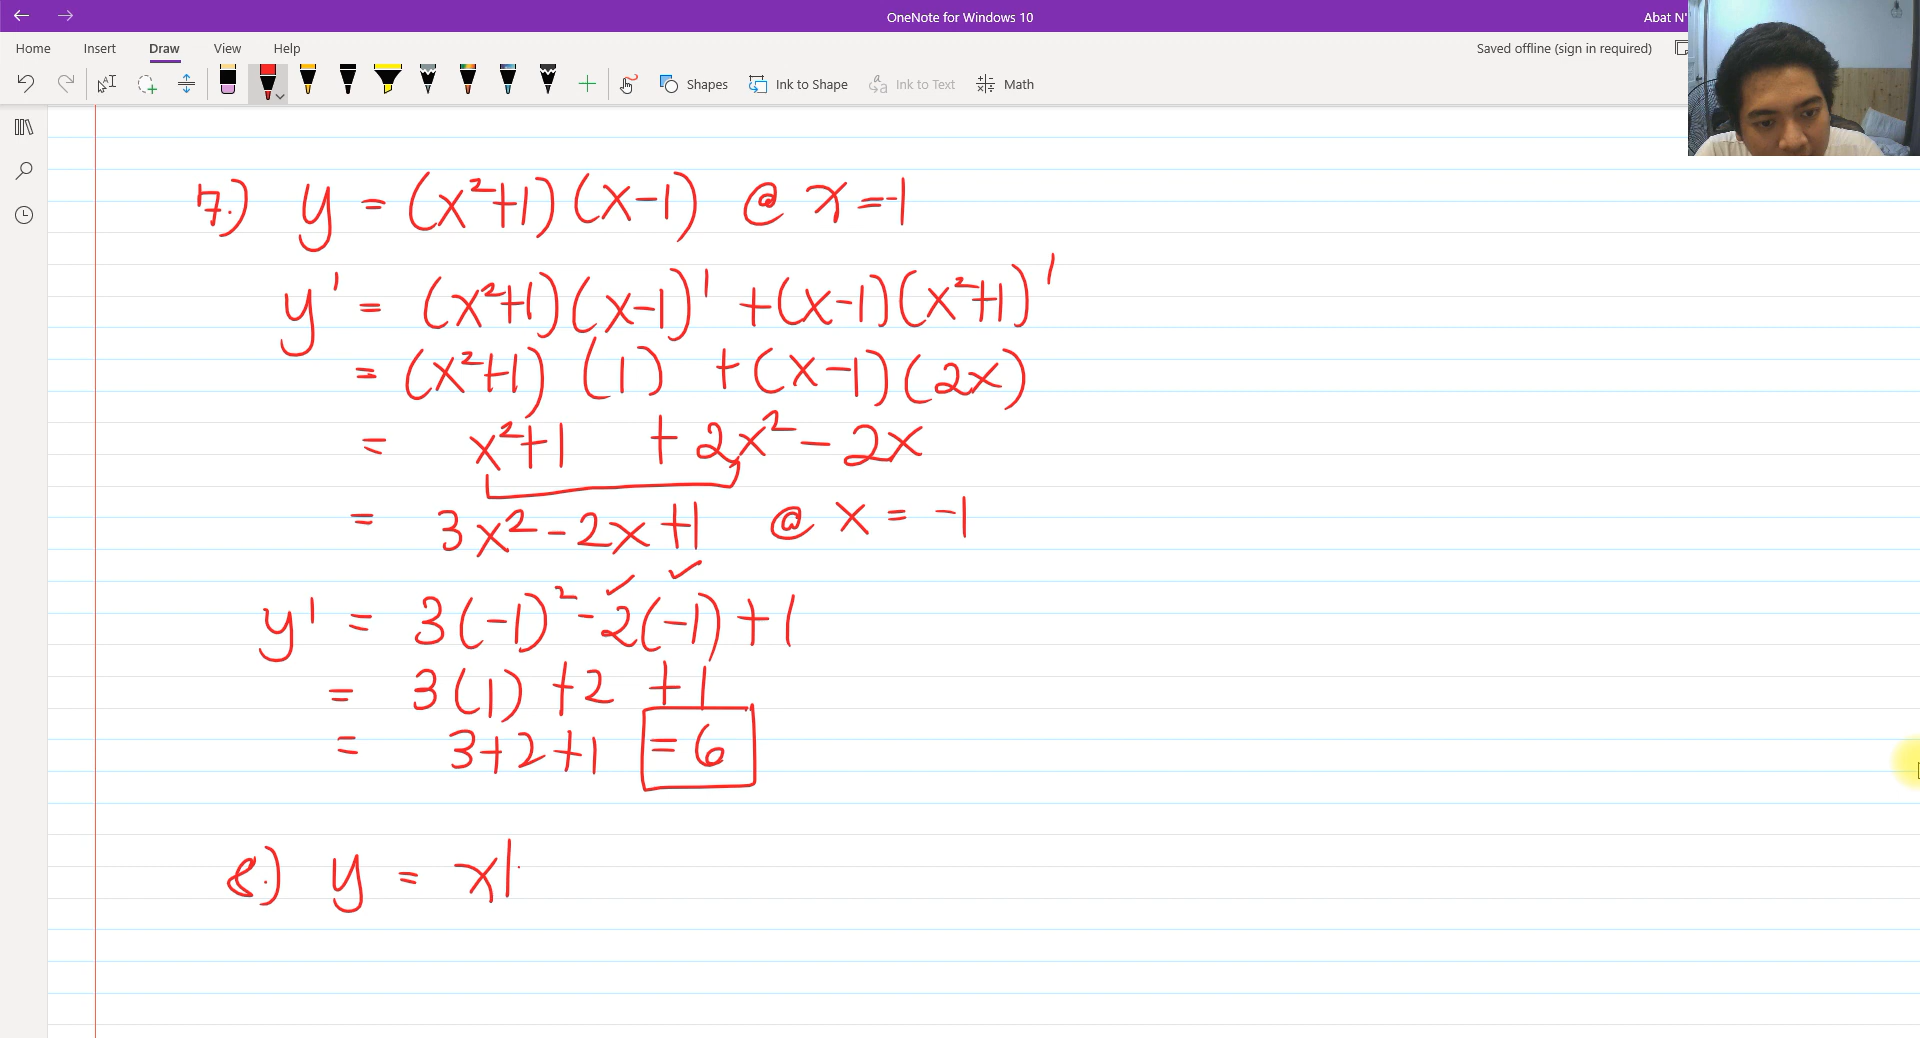 OneNote for Windows 10
Abat N'
Home Insert Draw View Help
Saved offline (sign in required)
Shapes Ink to Shape Ink to Text Math
7.) y = (x²+1)(x-1) @ x = -1
y' = (x²+1)(x-1)' + (x-1)(x²+1)'
= (x²+1) (1) + (x-1)(2x)
= x²+1 + 2x² - 2x
= 3x² - 2x + 1 @ x = -1
y' = 3(-1)² - 2(-1) + 1
= 3(1) + 2 + 1
= 3+2+1 = 6
8.) y = x